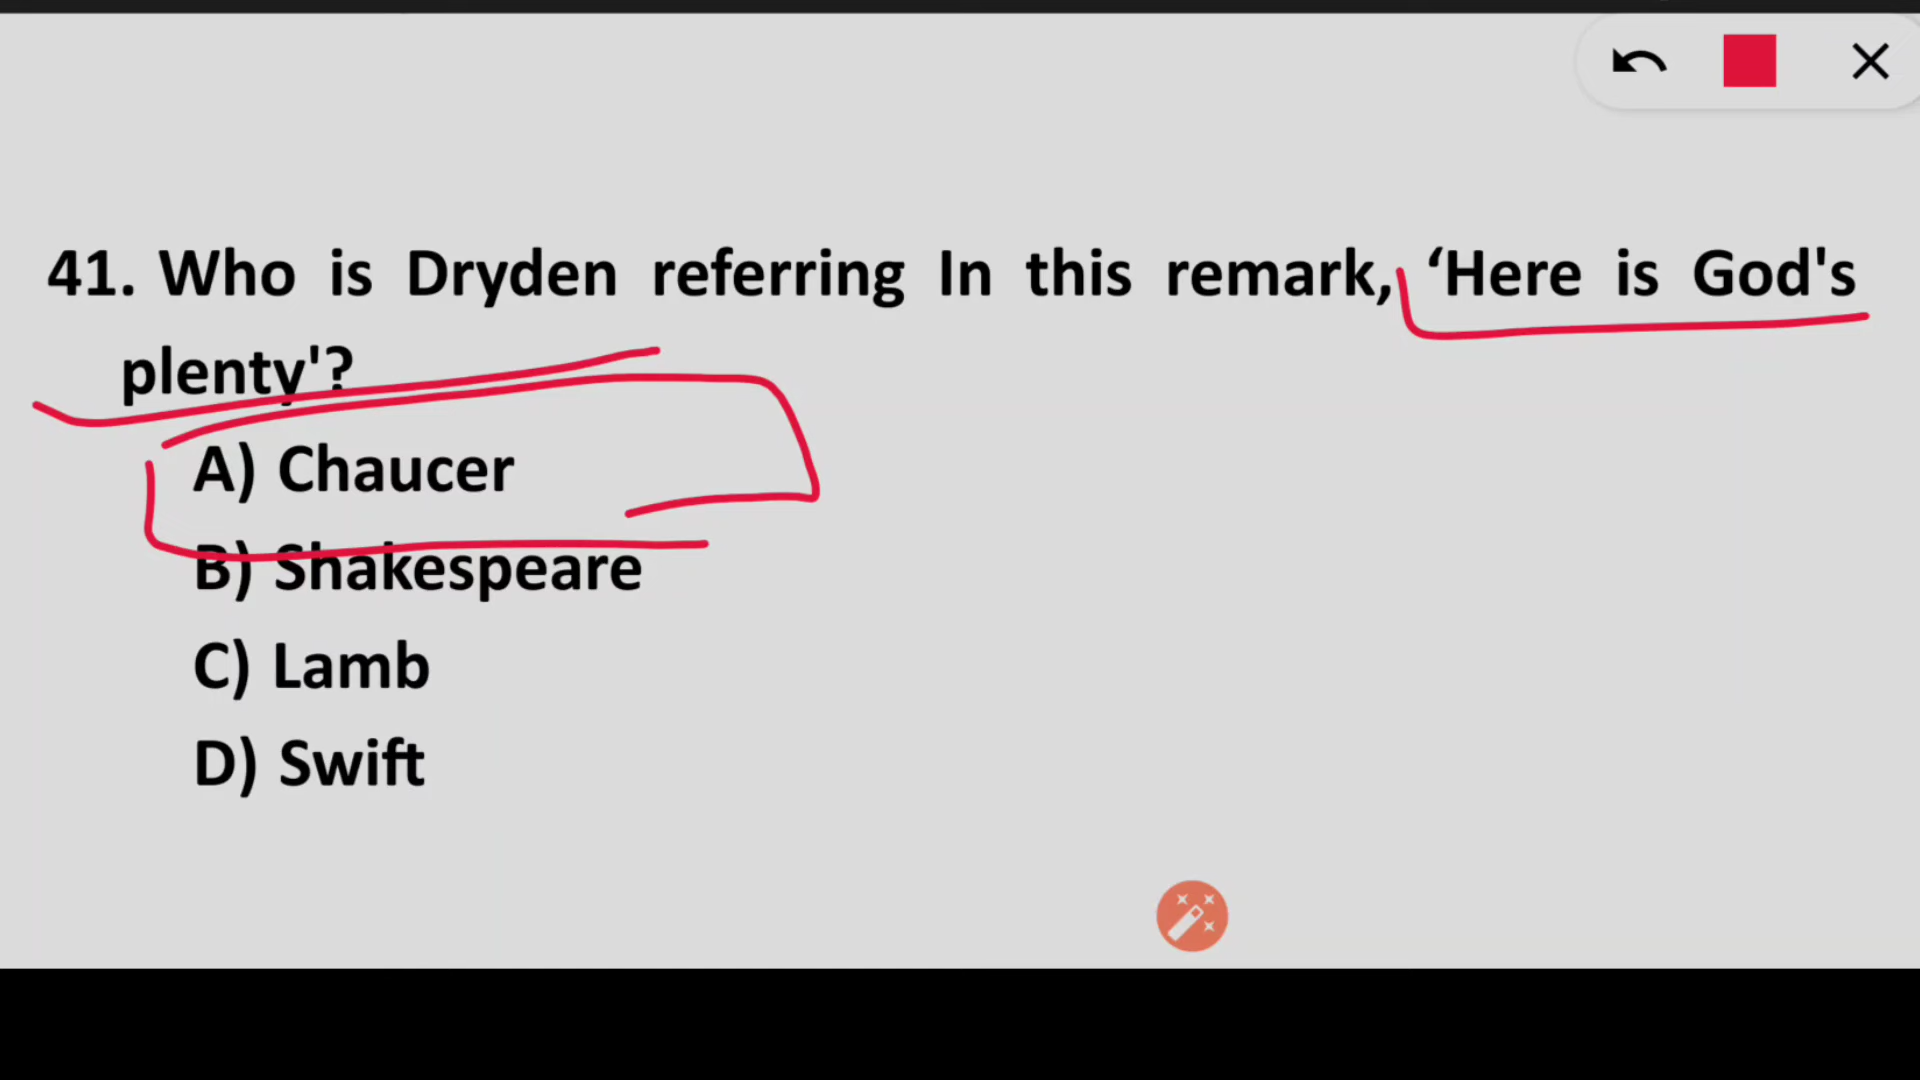 41. Who is Dryden referring In this remark, ‘Here is God's
plenty'?
A) Chaucer
B) Shakespeare
C) Lamb
D) Swift